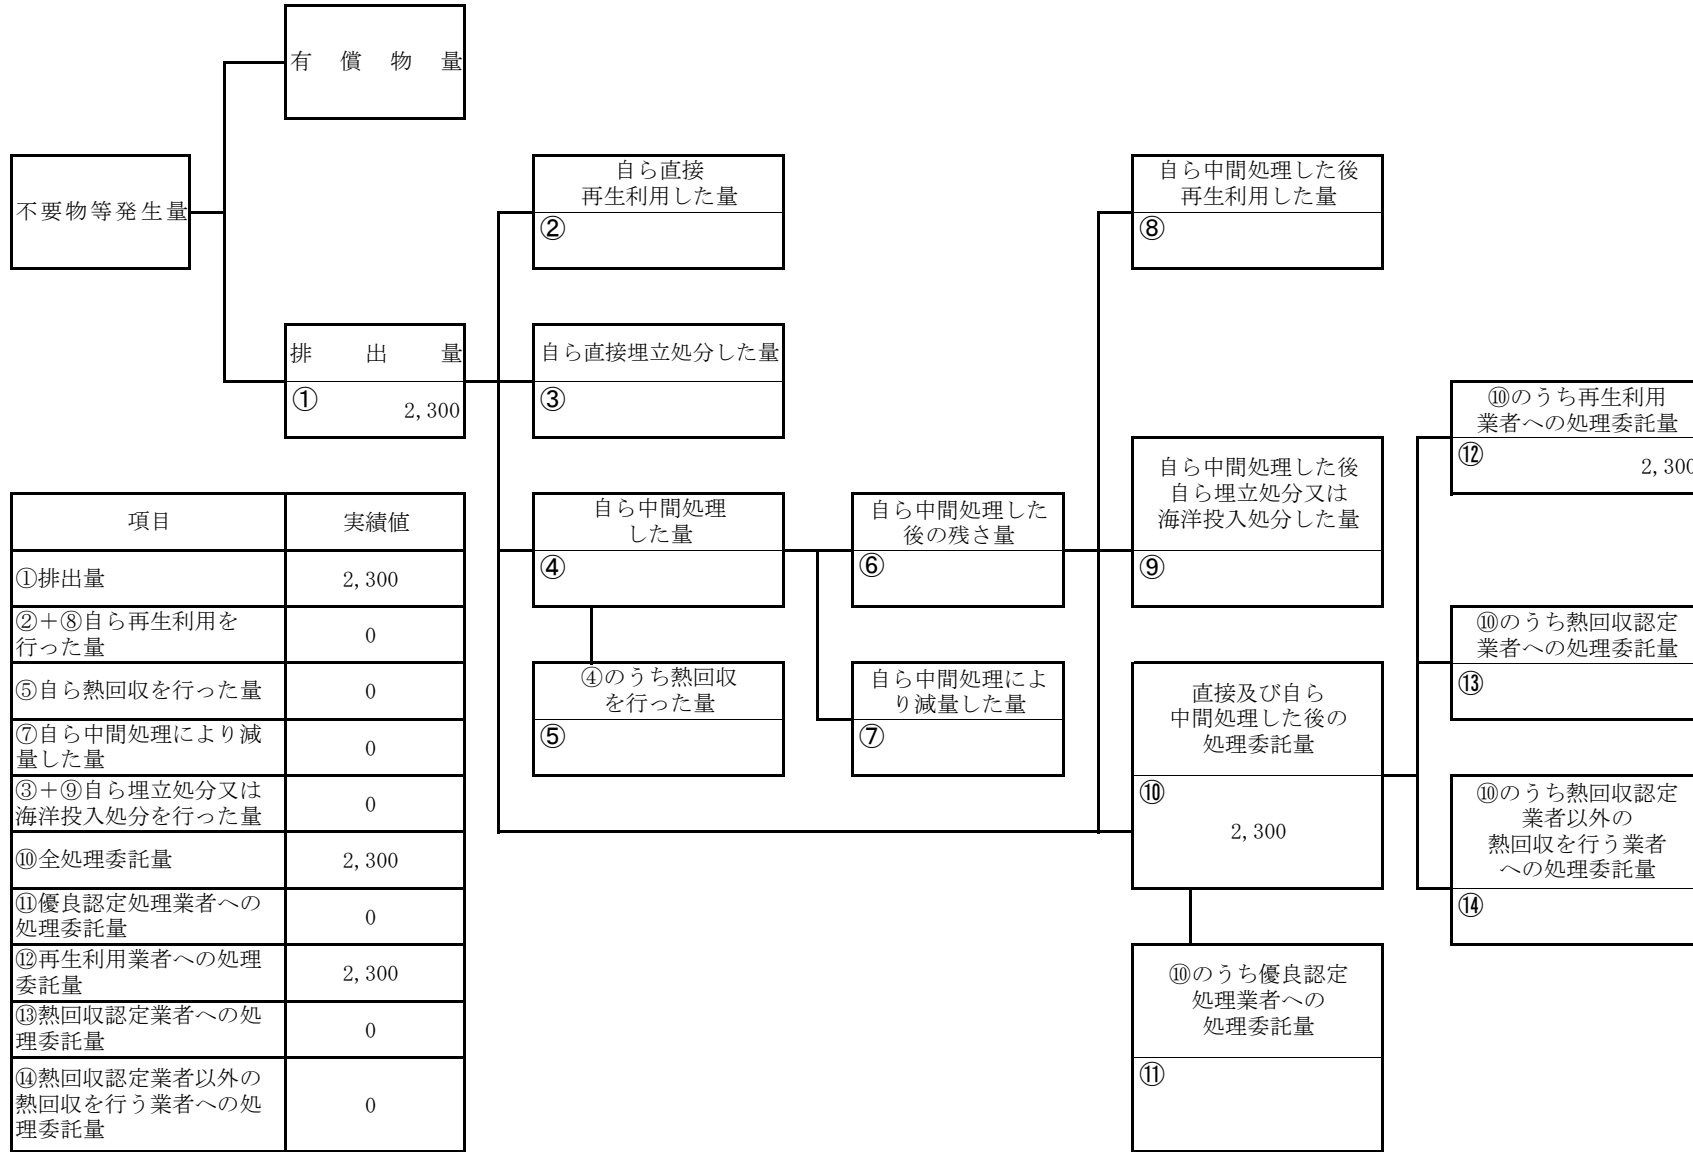 有償物量
不要物等発生量
排出量
①
2,300
自ら直接
再生利用した量
②
自ら直接埋立処分した量
③
自ら中間処理
した量
④
④のうち熱回収
を行った量
⑤
自ら中間処理した
後の残さ量
⑥
自ら中間処理によ
り減量した量
⑦
自ら中間処理した後
再生利用した量
⑧
自ら中間処理した後
自ら埋立処分又は
海洋投入処分した量
⑨
直接及び自ら
中間処理した後の
処理委託量
⑩
2,300
⑩のうち優良認定
処理業者への
処理委託量
⑪
⑩のうち再生利用
業者への処理委託量
⑫
2,300
⑩のうち熱回収認定
業者への処理委託量
⑬
⑩のうち熱回収認定
業者以外の
熱回収を行う業者
への処理委託量
⑭
項目 実績値
①排出量 2,300
②＋⑧自ら再生利用を
行った量 0
⑤自ら熱回収を行った量 0
⑦自ら中間処理により減
量した量 0
③＋⑨自ら埋立処分又は
海洋投入処分を行った量 0
⑩全処理委託量 2,300
⑪優良認定処理業者への
処理委託量 0
⑫再生利用業者への処理
委託量 2,300
⑬熱回収認定業者への処
理委託量 0
⑭熱回収認定業者以外の
熱回収を行う業者への処
理委託量 0